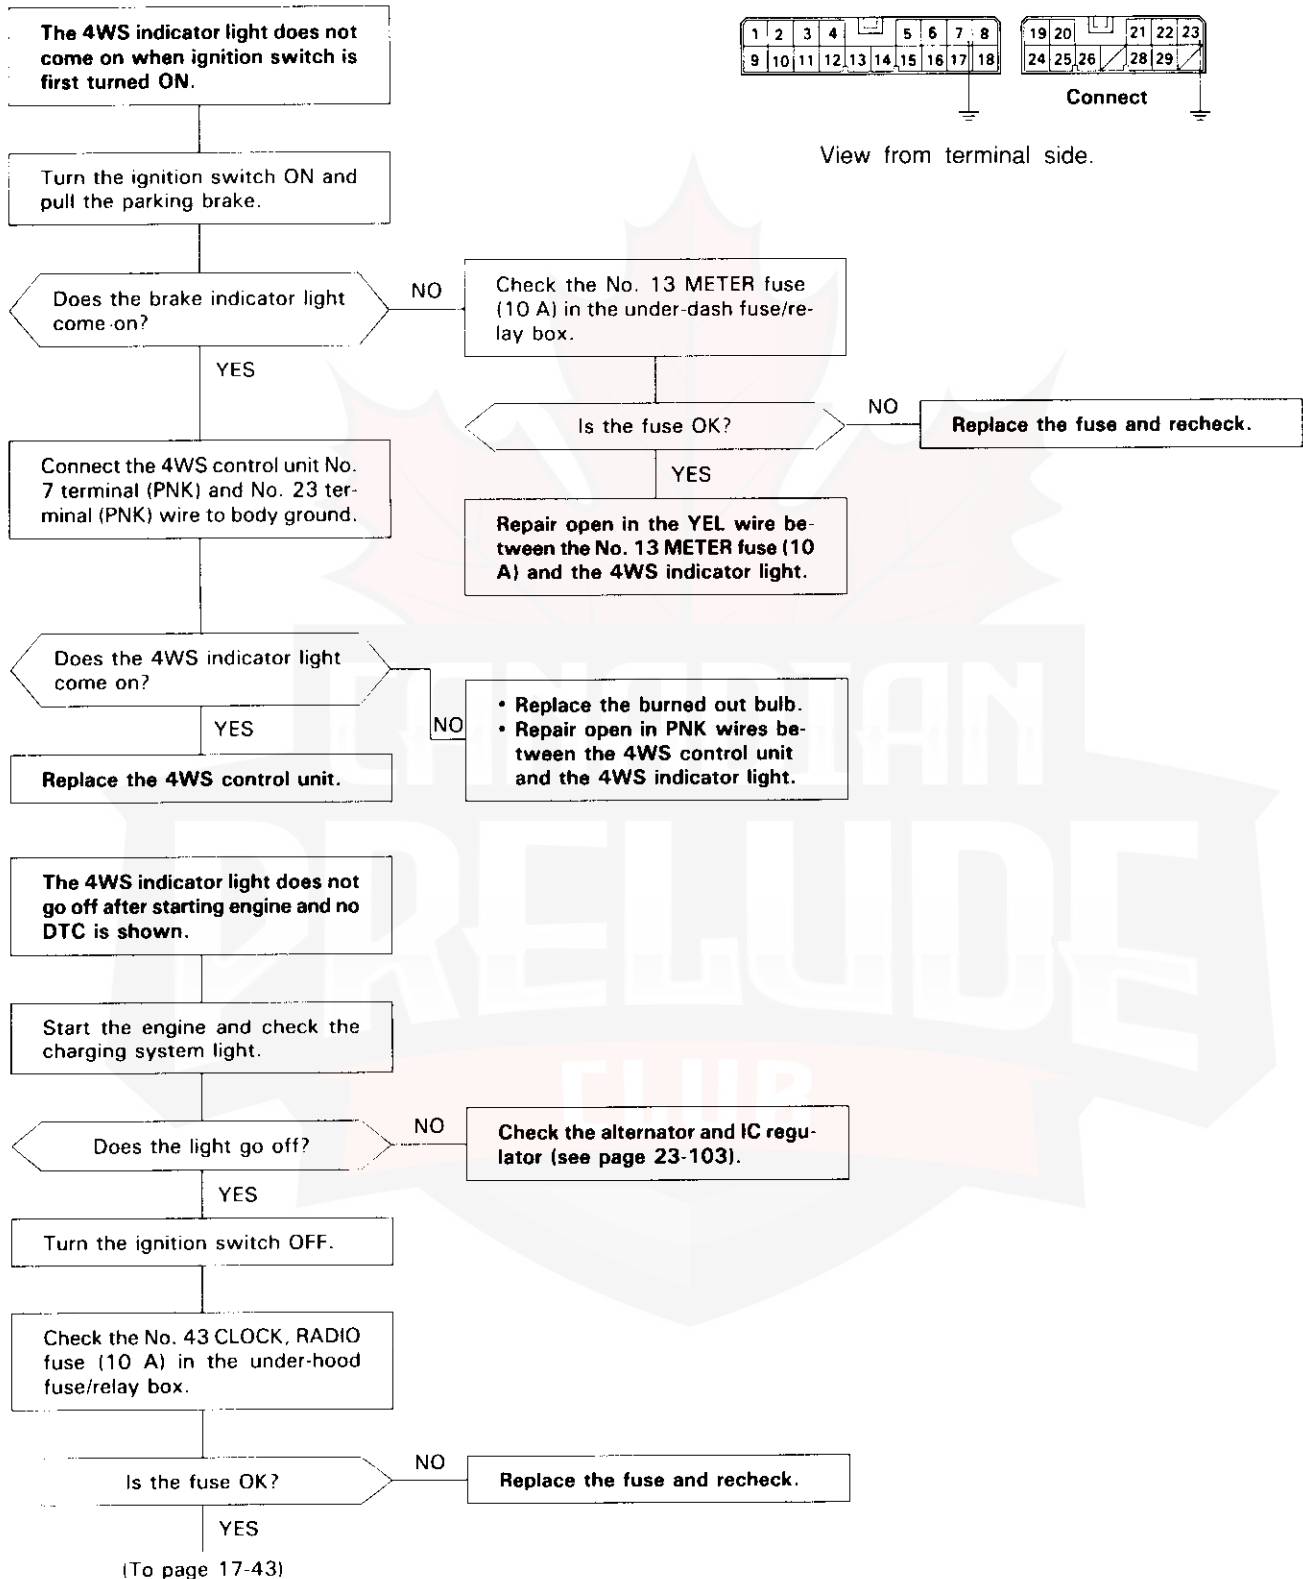 The 4WS indicator light does not
come on when ignition switch is
first turned ON.
1 2 3 4 5 6 7 8
9 10 11 12 13 14 15 16 17 18
19 20 21 22 23
24 25 26 28 29
Connect
View from terminal side.
Turn the ignition switch ON and
pull the parking brake.
Does the brake indicator light
come on?
NO
Check the No. 13 METER fuse
(10 A) in the under-dash fuse/re-
lay box.
YES
Is the fuse OK?
NO
Replace the fuse and recheck.
YES
Repair open in the YEL wire be-
tween the No. 13 METER fuse (10
A) and the 4WS indicator light.
Connect the 4WS control unit No.
7 terminal (PNK) and No. 23 ter-
minal (PNK) wire to body ground.
Does the 4WS indicator light
come on?
NO
• Replace the burned out bulb.
• Repair open in PNK wires be-
tween the 4WS control unit
and the 4WS indicator light.
YES
Replace the 4WS control unit.
The 4WS indicator light does not
go off after starting engine and no
DTC is shown.
Start the engine and check the
charging system light.
Does the light go off?
NO
Check the alternator and IC regu-
lator (see page 23-103).
YES
Turn the ignition switch OFF.
Check the No. 43 CLOCK, RADIO
fuse (10 A) in the under-hood
fuse/relay box.
Is the fuse OK?
NO
Replace the fuse and recheck.
YES
(To page 17-43)
CANADIAN
PRELUDE
CLUB